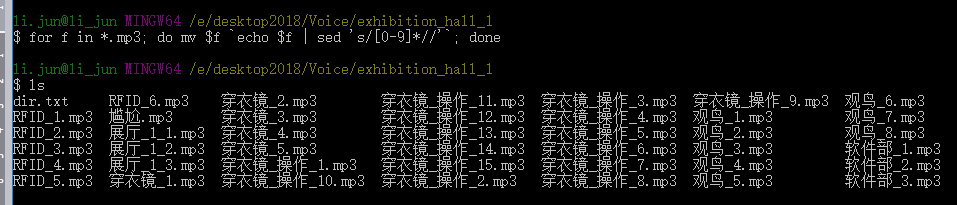 li.jun@li_jun MINGW64 /e/desktop2018/Voice/exhibition_hall_1
$ for f in *.mp3; do mv $f `echo $f | sed 's/[0-9]*//'`; done
li.jun@li_jun MINGW64 /e/desktop2018/Voice/exhibition_hall_1
$ ls
dir.txt RFID_6.mp3 穿衣镜_2.mp3 穿衣镜_操作_11.mp3 穿衣镜_操作_3.mp3 穿衣镜_操作_9.mp3 观鸟_6.mp3
RFID_1.mp3 尴尬.mp3 穿衣镜_3.mp3 穿衣镜_操作_12.mp3 穿衣镜_操作_4.mp3 观鸟_1.mp3 观鸟_7.mp3
RFID_2.mp3 展厅_1_1.mp3 穿衣镜_4.mp3 穿衣镜_操作_13.mp3 穿衣镜_操作_5.mp3 观鸟_2.mp3 观鸟_8.mp3
RFID_3.mp3 展厅_1_2.mp3 穿衣镜_5.mp3 穿衣镜_操作_14.mp3 穿衣镜_操作_6.mp3 观鸟_3.mp3 软件部_1.mp3
RFID_4.mp3 展厅_1_3.mp3 穿衣镜_操作_1.mp3 穿衣镜_操作_15.mp3 穿衣镜_操作_7.mp3 观鸟_4.mp3 软件部_2.mp3
RFID_5.mp3 穿衣镜_1.mp3 穿衣镜_操作_10.mp3 穿衣镜_操作_2.mp3 穿衣镜_操作_8.mp3 观鸟_5.mp3 软件部_3.mp3